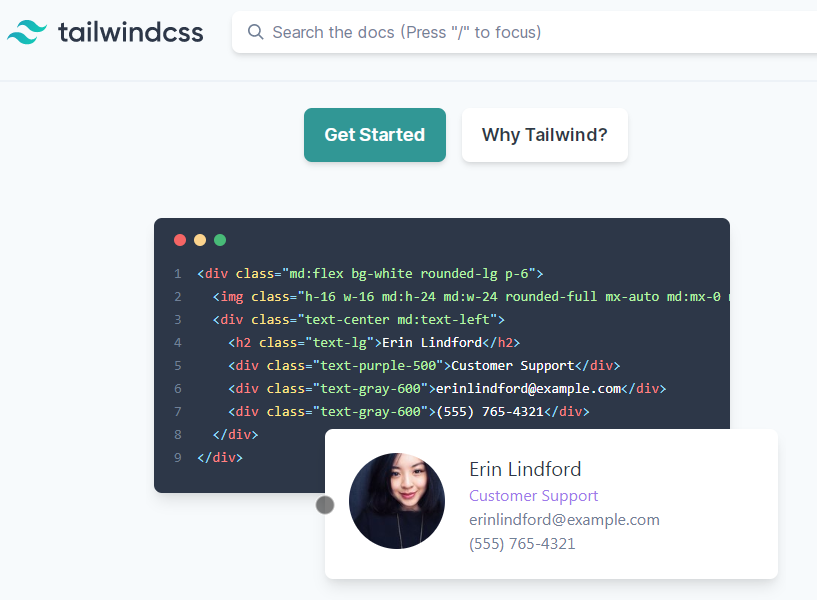 tailwindcss
Search the docs (Press "/" to focus)
Get Started
Why Tailwind?
1 <div class="md:flex bg-white rounded-lg p-6">
2 <img class="h-16 w-16 md:h-24 md:w-24 rounded-full mx-auto md:mx-0
3 <div class="text-center md:text-left">
4 <h2 class="text-lg">Erin Lindford</h2>
5 <div class="text-purple-500">Customer Support</div>
6 <div class="text-gray-600">erinlindford@example.com</div>
7 <div class="text-gray-600">(555) 765-4321</div>
8 </div>
9 </div>
Erin Lindford
Customer Support
erinlindford@example.com
(555) 765-4321